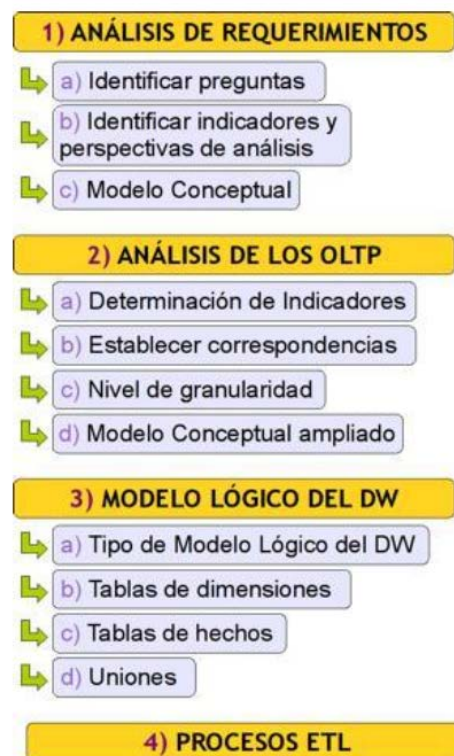 1) ANÁLISIS DE REQUERIMIENTOS
a) Identificar preguntas
b) Identificar indicadores y
perspectivas de análisis
c) Modelo Conceptual
2) ANÁLISIS DE LOS OLTP
a) Determinación de Indicadores
b) Establecer correspondencias
c) Nivel de granularidad
d) Modelo Conceptual ampliado
3) MODELO LÓGICO DEL DW
a) Tipo de Modelo Lógico del DW
b) Tablas de dimensiones
c) Tablas de hechos
d) Uniones
4) PROCESOS ETL